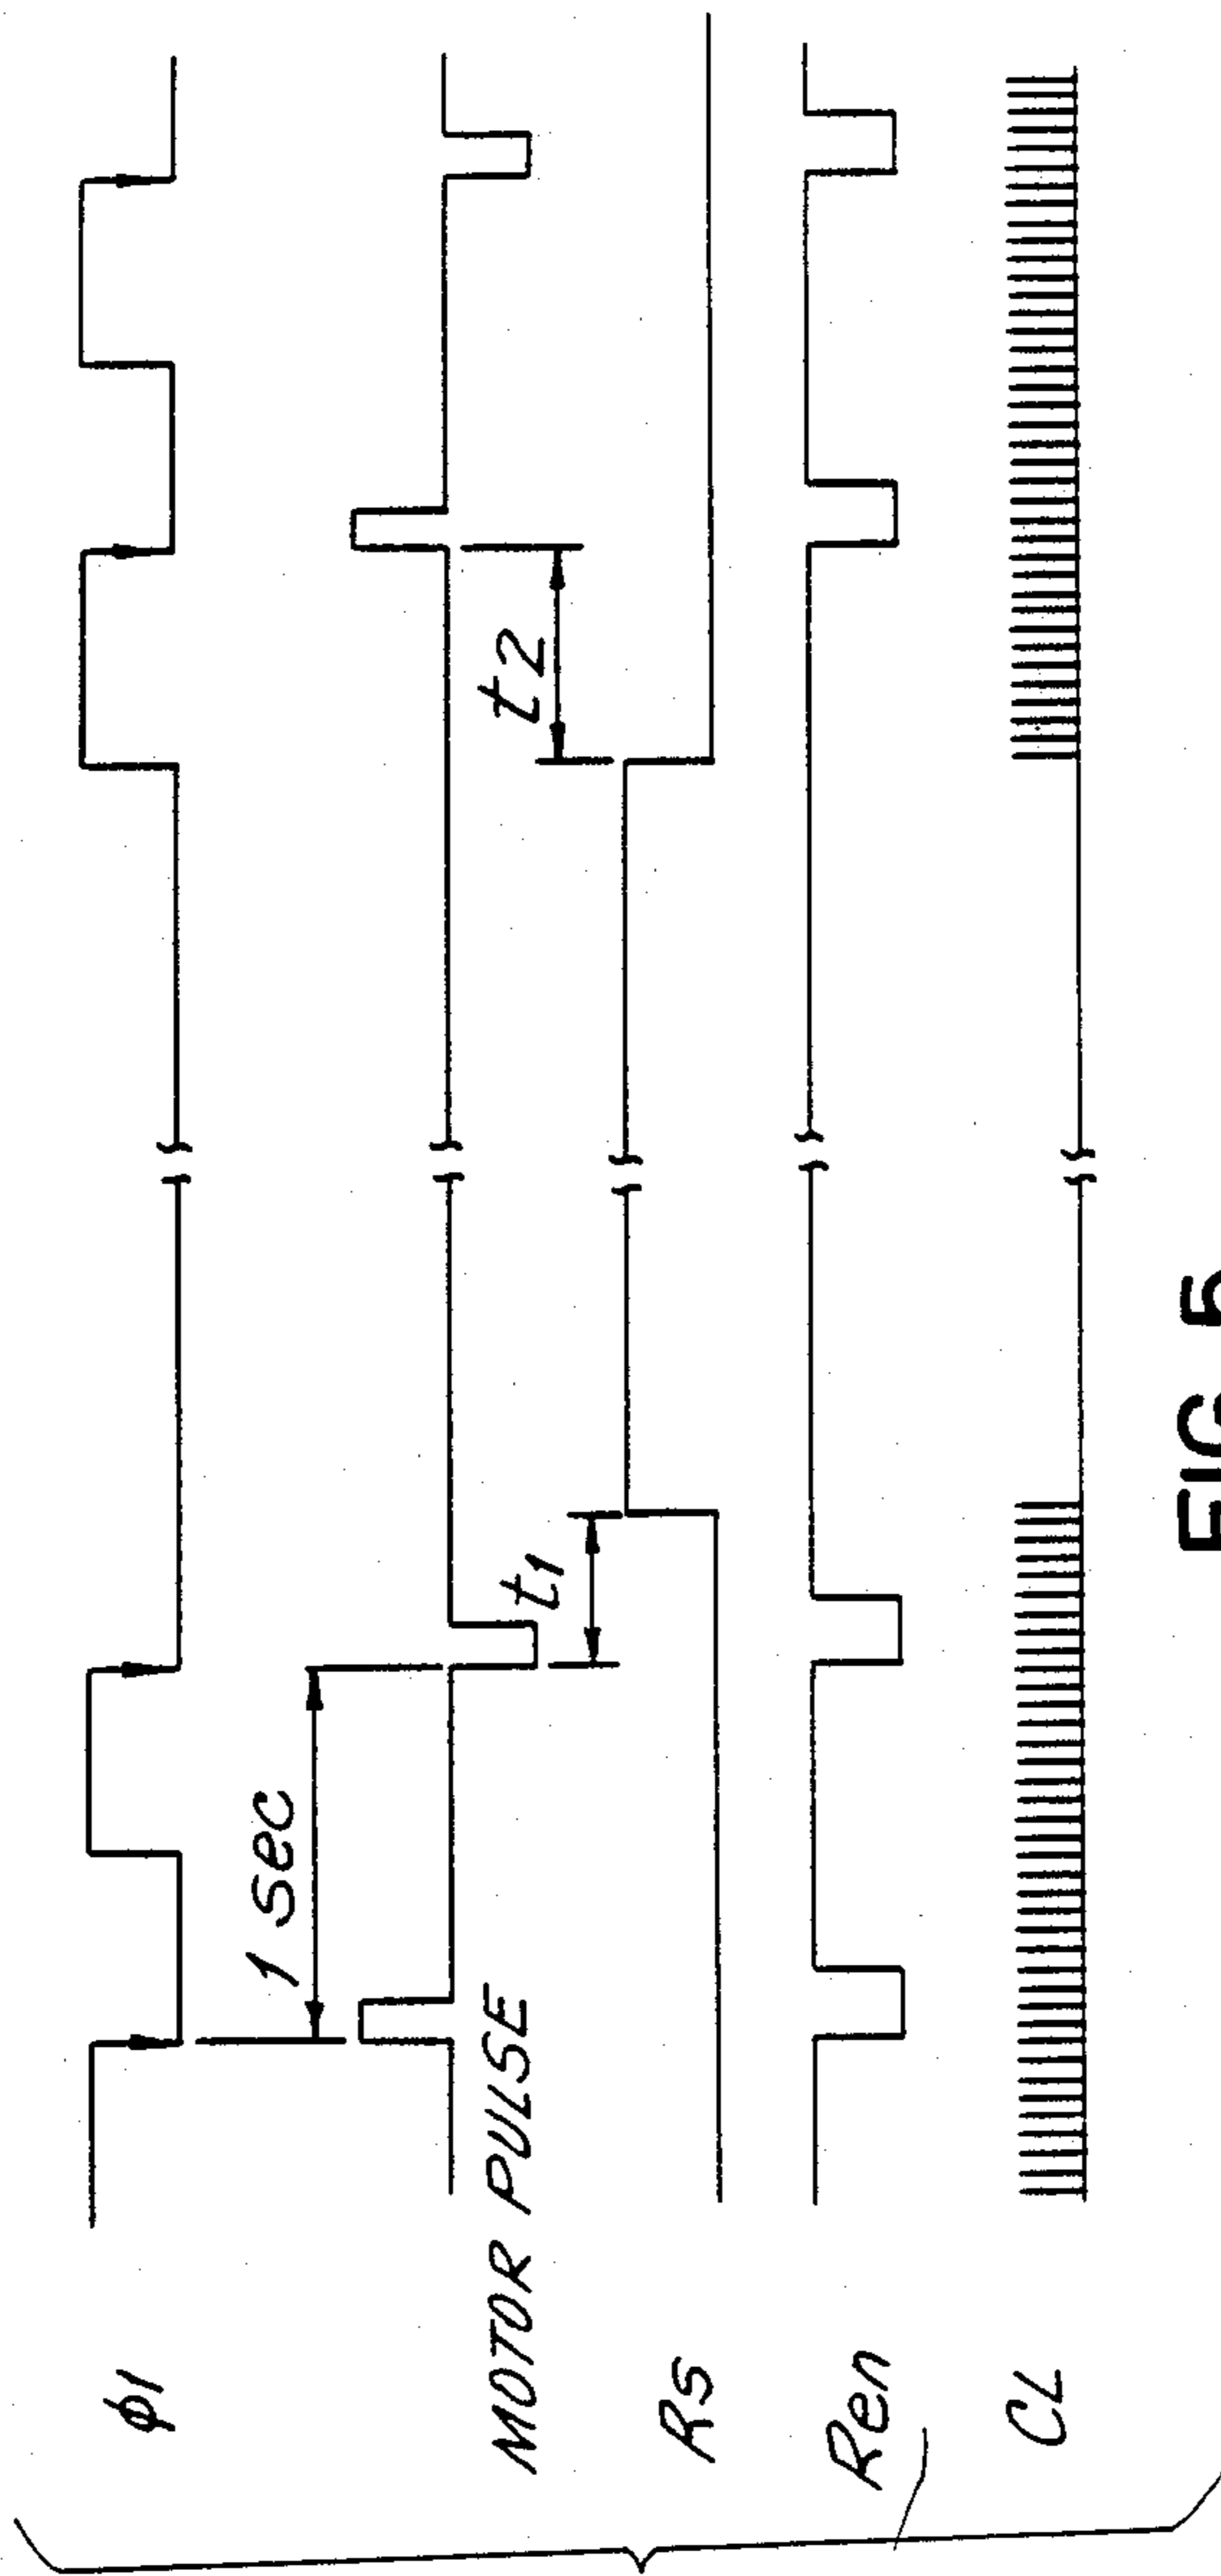 φ1
1 sec
MOTOR PULSE
t1
t2
Rs
Ren
CL
FIG. 5